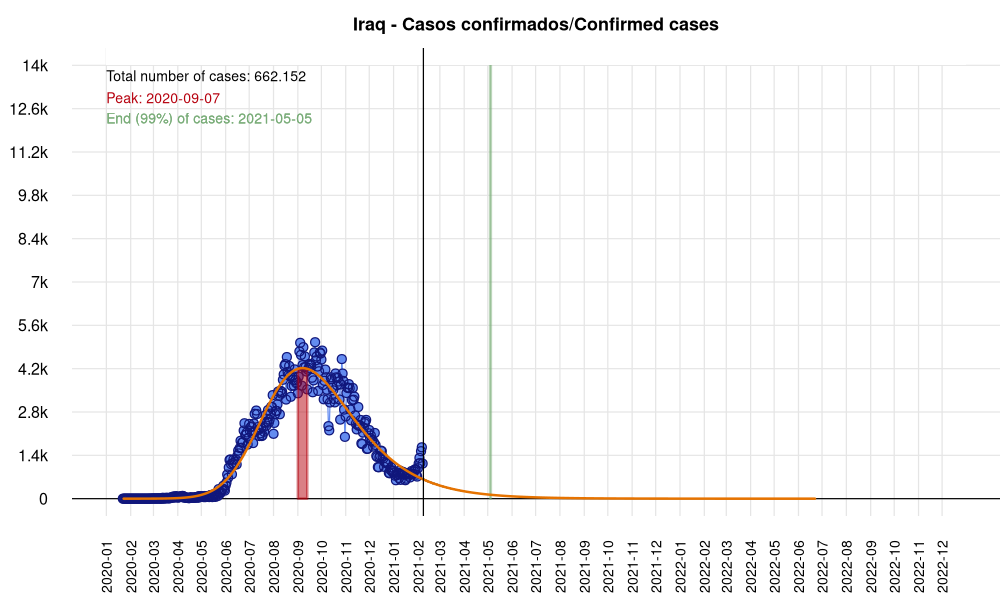 Iraq - Casos confirmados/Confirmed cases
Total number of cases: 662.152
Peak: 2020-09-07
End (99%) of cases: 2021-05-05
14k
12.6k
11.2k
9.8k
8.4k
7k
5.6k
4.2k
2.8k
1.4k
0
2020-01
2020-02
2020-03
2020-04
2020-05
2020-06
2020-07
2020-08
2020-09
2020-10
2020-11
2020-12
2021-01
2021-02
2021-03
2021-04
2021-05
2021-06
2021-07
2021-08
2021-09
2021-10
2021-11
2021-12
2022-01
2022-02
2022-03
2022-04
2022-05
2022-06
2022-07
2022-08
2022-09
2022-10
2022-11
2022-12